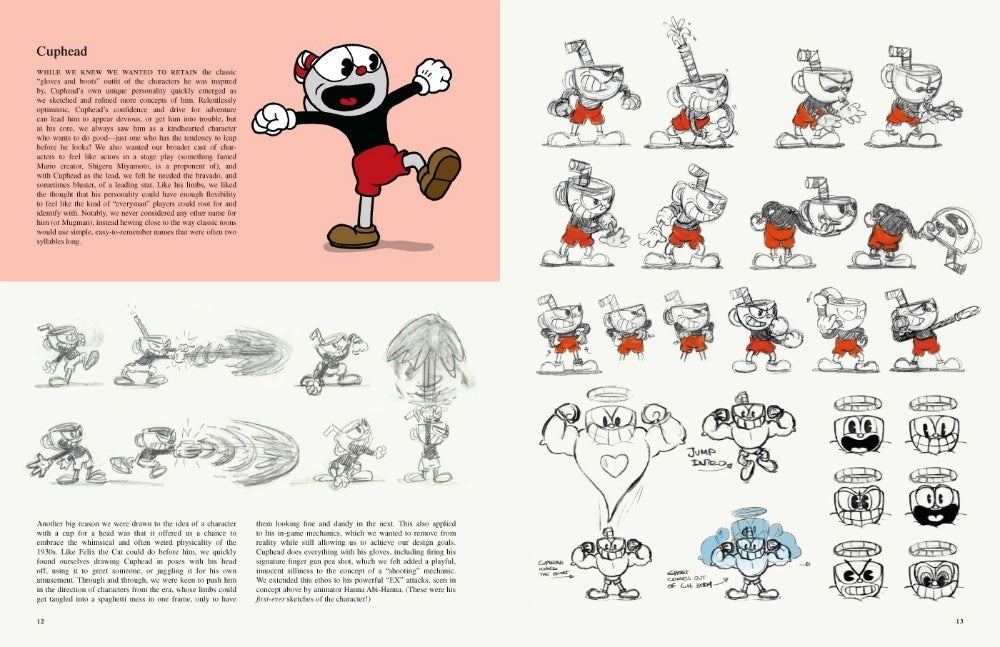 Cuphead
WHILE WE KNEW WE WANTED TO RETAIN the classic
"gloves and boots" outfit of the characters he was inspired
by, Cuphead's own unique personality quickly emerged as
we sketched and refined more concepts of him. Relentlessly
optimistic, Cuphead's confidence and drive for adventure
can lead him to appear devious, or get him into trouble, but
at his core, we always saw him as a kindhearted character
who wants to do good—just one who has the tendency to leap
before he looks! We also wanted our broader cast of char-
acters to feel like actors in a stage play (something famed
Mario creator, Shigeru Miyamoto, is a proponent of), and
with Cuphead as the lead, we felt he needed the bravado, and
sometimes bluster, of a leading star. Like his limbs, we liked
the thought that his personality could have enough flexibility
to feel like the kind of "everyman" players could root for and
identify with. Notably, we never considered any other name for
him (or Mugman), instead hewing close to the way classic toons
would use simple, easy-to-remember names that were often two
syllables long.
Another big reason we were drawn to the idea of a character
with a cup for a head was that it offered us a chance to
embrace the whimsical and often weird physicality of the
1930s. Like Felix the Cat could do before him, we quickly
found ourselves drawing Cuphead in poses with his head
off, using it to greet someone, or juggling it for his own
amusement. Through and through, we were keen to push him
in the direction of characters from the era, whose limbs could
get tangled into a spaghetti mess in one frame, only to have
them looking fine and dandy in the next. This also applied
to his in-game mechanics, which we wanted to remove from
reality while still allowing us to achieve our design goals.
Cuphead does everything with his gloves, including firing his
signature finger gun pea shot, which we felt added a playful,
innocent silliness to the concept of a "shooting" mechanic.
We extended this ethos to his powerful "EX" attacks, seen in
concept above by animator Hanna Abi-Hanna. (These were his
first-ever sketches of the character!)
12
JUMP
INTRO
CUPHEAD
THE GHOST
GHOST
COMES OUT
OF BODY
13